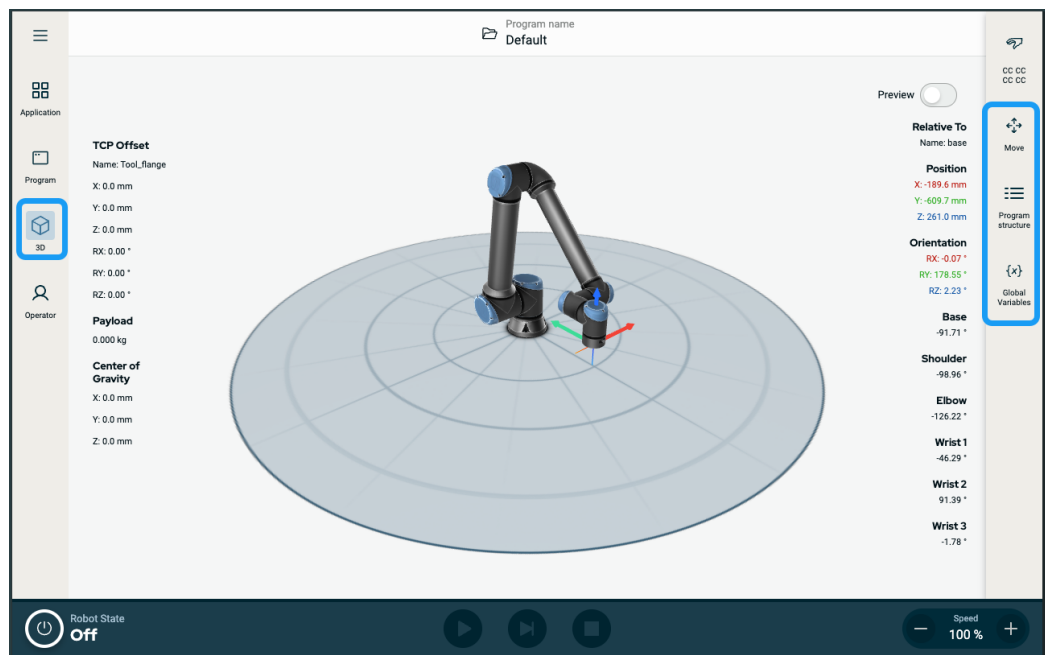 Program name
Default
Application
Program
3D
Operator
TCP Offset
Name: Tool_flange
X: 0.0 mm
Y: 0.0 mm
Z: 0.0 mm
RX: 0.00 °
RY: 0.00 °
RZ: 0.00 °
Payload
0.000 kg
Center of
Gravity
X: 0.0 mm
Y: 0.0 mm
Z: 0.0 mm
Preview
Relative To
Name: base
Position
X: -189.6 mm
Y: -609.7 mm
Z: 261.0 mm
Orientation
RX: -0.07 °
RY: 178.55 °
RZ: 2.23 °
Base
-91.71 °
Shoulder
-98.96 °
Elbow
-126.22 °
Wrist 1
-46.29 °
Wrist 2
91.39 °
Wrist 3
-1.78 °
CC CC
CC CC
Move
Program
structure
{x}
Global
Variables
Robot State
Off
Speed
100 %